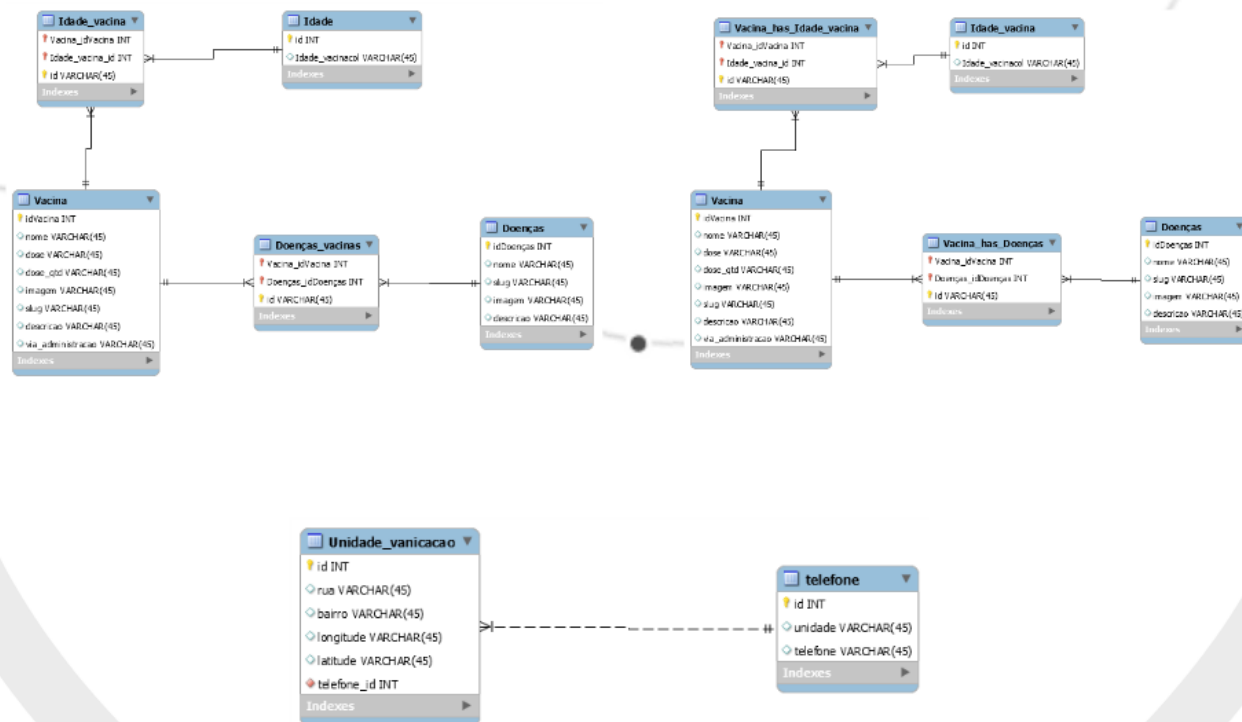 Idade_vacina
Vacina_idVacina INT
Idade_vacina_id INT
id VARCHAR(45)
Indexes
Idade
id INT
Idade_vacinacol VARCHAR(45)
Indexes
Vacina_has_Idade_vacina
Vacina_idVacina INT
Idade_vacina_id INT
id VARCHAR(45)
Indexes
Idade_vacina
id INT
Idade_vacinacol VARCHAR(45)
Indexes
Vacina
idVacina INT
nome VARCHAR(45)
dose VARCHAR(45)
dose_qtd VARCHAR(45)
imagem VARCHAR(45)
slug VARCHAR(45)
descricao VARCHAR(45)
via_administracao VARCHAR(45)
Indexes
Doenças_vacinas
Vacina_idVacina INT
Doenças_idDoenças INT
id VARCHAR(45)
Indexes
Doenças
idDoenças INT
nome VARCHAR(45)
slug VARCHAR(45)
imagem VARCHAR(45)
descricao VARCHAR(45)
Indexes
Vacina
idVacina INT
nome VARCHAR(45)
dose VARCHAR(45)
dose_qtd VARCHAR(45)
imagem VARCHAR(45)
slug VARCHAR(45)
descricao VARCHAR(45)
via_administracao VARCHAR(45)
Indexes
Vacina_has_Doenças
Vacina_idVacina INT
Doenças_idDoenças INT
id VARCHAR(45)
Indexes
Doenças
idDoenças INT
nome VARCHAR(45)
slug VARCHAR(45)
imagem VARCHAR(45)
descricao VARCHAR(45)
Indexes
Unidade_vanicacao
id INT
rua VARCHAR(45)
bairro VARCHAR(45)
longitude VARCHAR(45)
latitude VARCHAR(45)
telefone_id INT
Indexes
telefone
id INT
unidade VARCHAR(45)
telefone VARCHAR(45)
Indexes